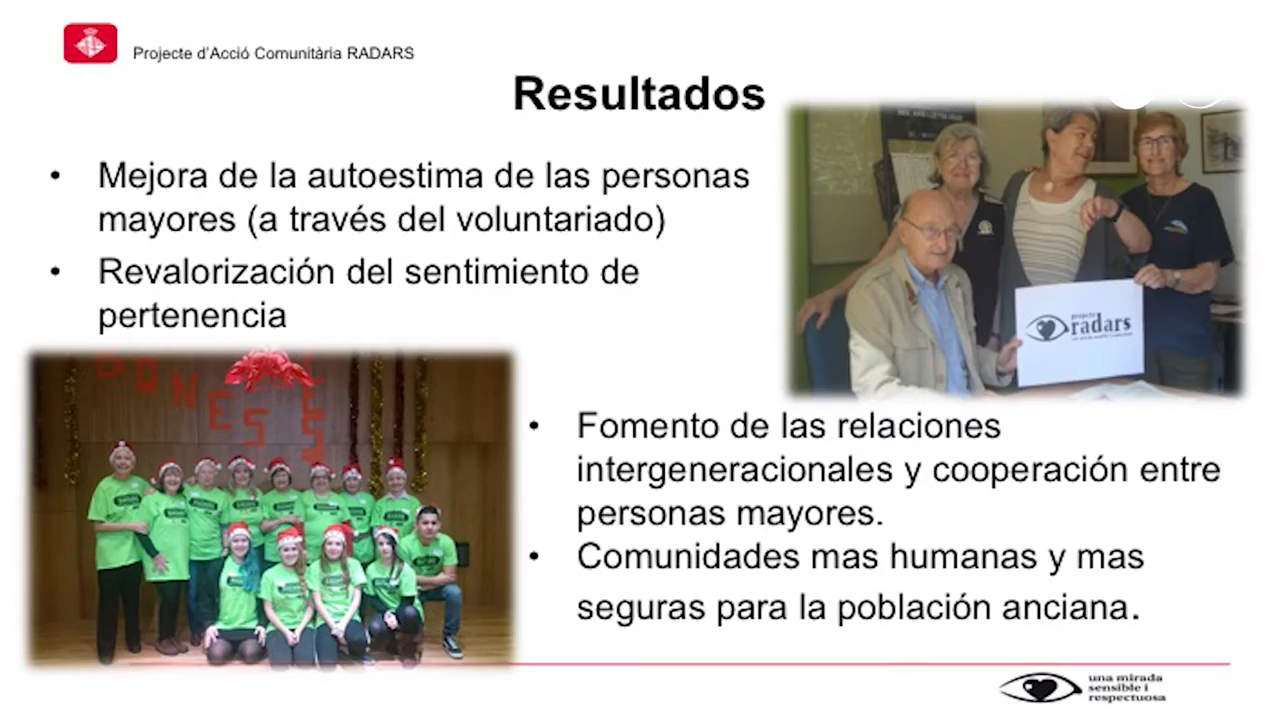 Projecte d'Acció Comunitària RADARS
Resultados
• Mejora de la autoestima de las personas
mayores (a través del voluntariado)
• Revalorización del sentimiento de
pertenencia
projecte
radars
BONES
• Fomento de las relaciones
intergeneracionales y cooperación entre
personas mayores.
• Comunidades mas humanas y mas
seguras para la población anciana.
una mirada
sensible i
respectuosa